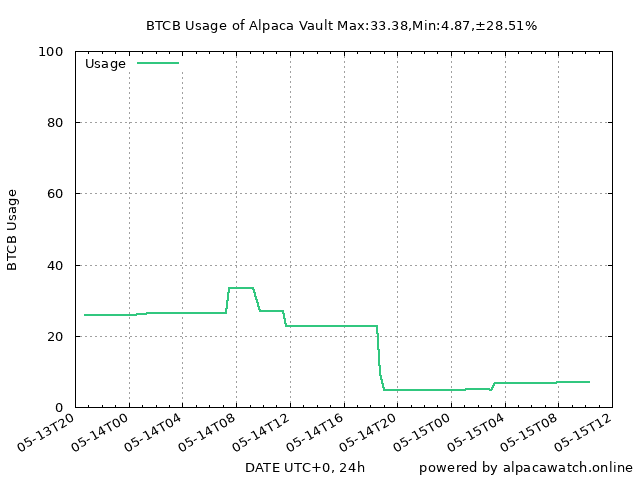 BTCB Usage of Alpaca Vault Max:33.38,Min:4.87,±28.51%
Usage
100
80
60
40
20
0
BTCB Usage
05-13T20
05-14T00
05-14T04
05-14T08
05-14T12
05-14T16
05-14T20
05-15T00
05-15T04
05-15T08
05-15T12
DATE UTC+0, 24h
powered by alpacawatch.online